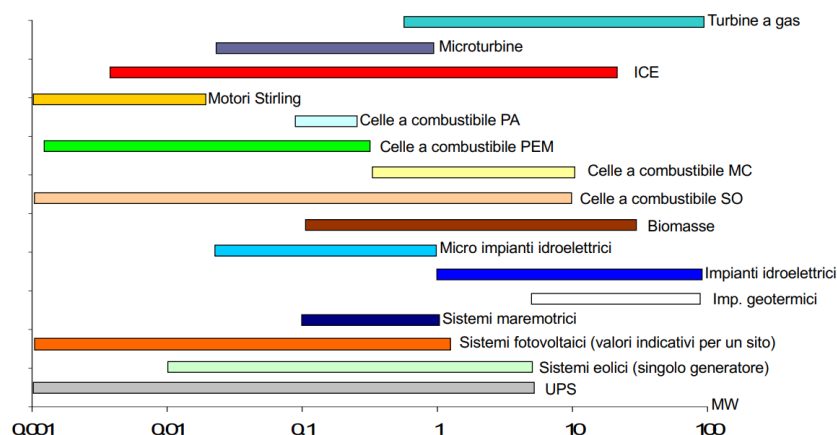 Turbine a gas
Microturbine
ICE
Motori Stirling
Celle a combustibile PA
Celle a combustibile PEM
Celle a combustibile MC
Celle a combustibile SO
Biomasse
Micro impianti idroelettrici
Impianti idroelettrici
Imp. geotermici
Sistemi maremotrici
Sistemi fotovoltaici (valori indicativi per un sito)
Sistemi eolici (singolo generatore)
UPS
MW
0.001 0.01 0.1 1 10 100